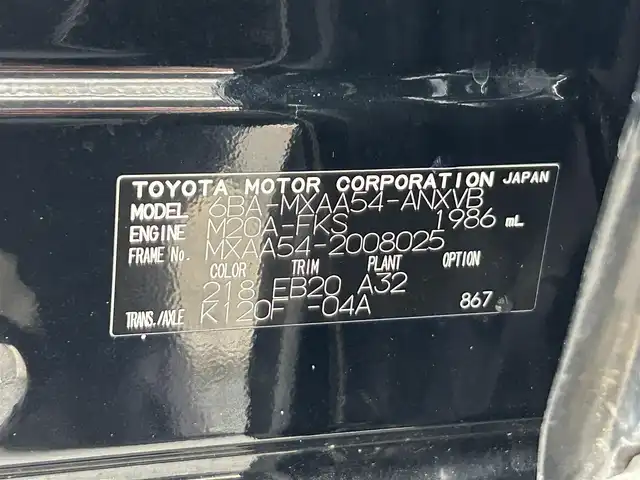 TOYOTA MOTOR CORPORATION JAPAN
MODEL 6BA-MXAA54-ANXVB
ENGINE M20A-FKS 1986 mL
FRAME No. MXAA54-2008025
COLOR TRIM PLANT OPTION
218 EB20 A32
TRANS./AXLE K120F -04A 867